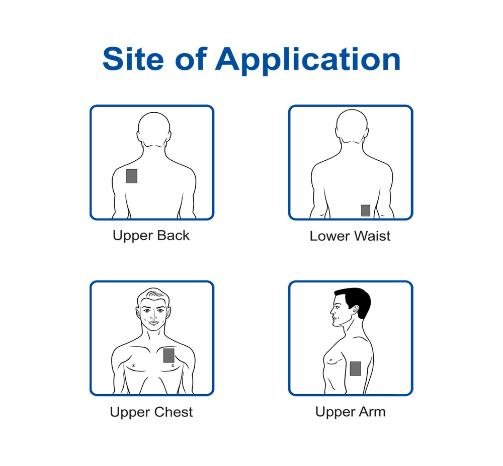 Site of Application
Upper Back
Lower Waist
Upper Chest
Upper Arm